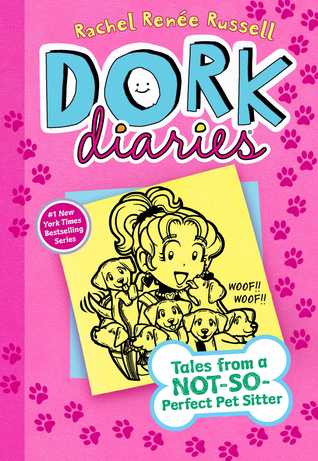 Rachel Renée Russell
DORK
diaries
#1 New
York Times
Bestselling
Series
WOOF!!
WOOF!!
Tales from a
NOT-SO-
Perfect Pet Sitter